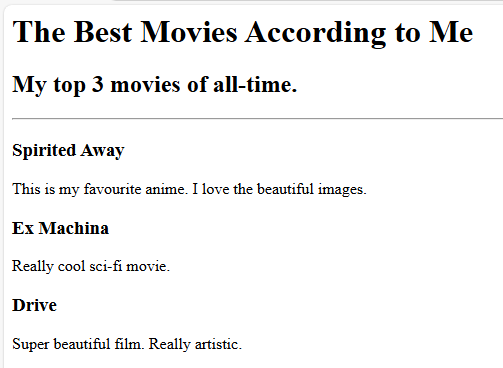 The Best Movies According to Me
My top 3 movies of all-time.
Spirited Away
This is my favourite anime. I love the beautiful images.
Ex Machina
Really cool sci-fi movie.
Drive
Super beautiful film. Really artistic.